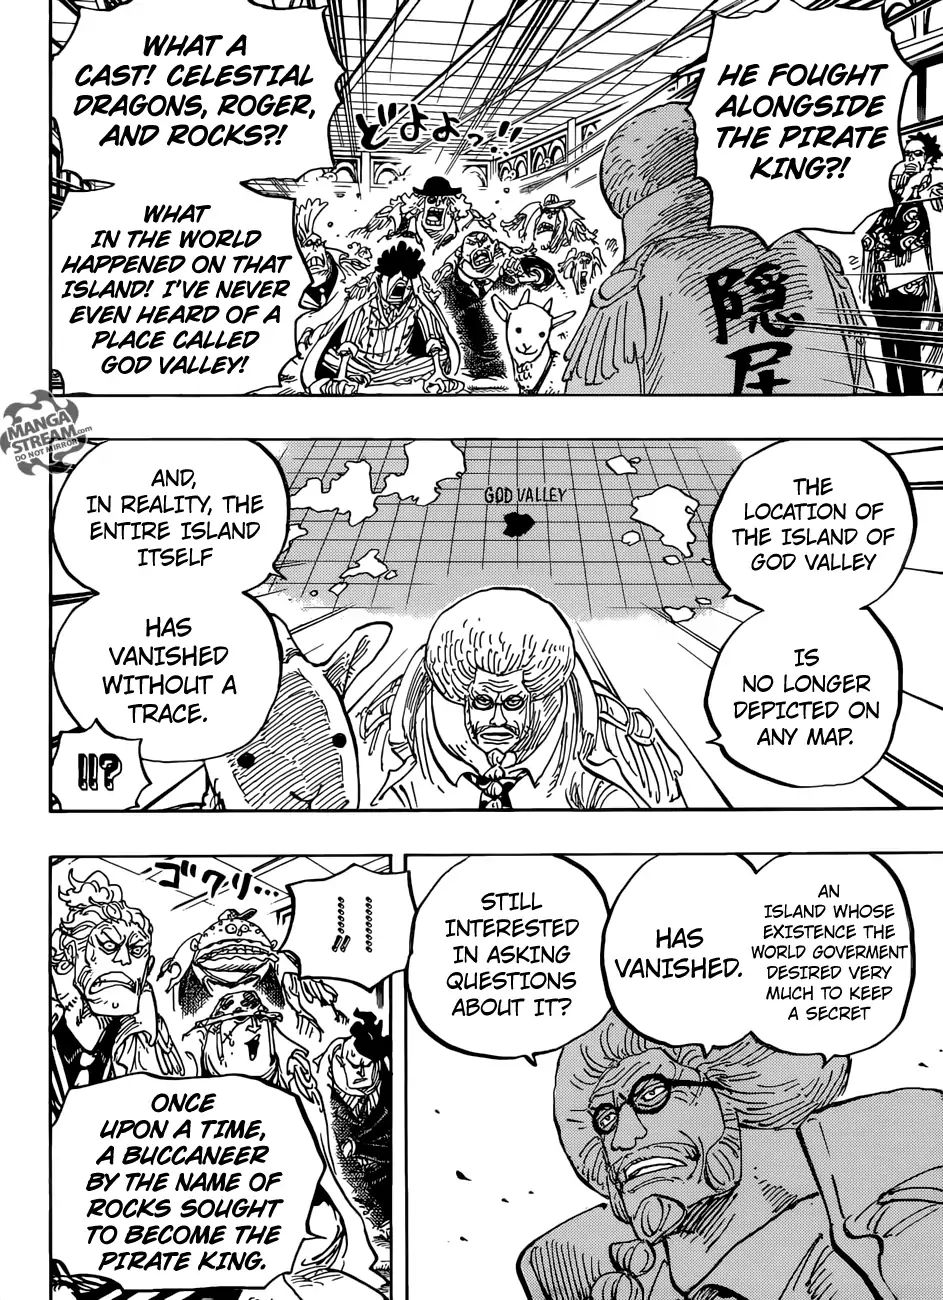 HE FOUGHT
ALONGSIDE
THE PIRATE
KING?!
WHAT A
CAST! CELESTIAL
DRAGONS, ROGER,
AND ROCKS?!
どよよっ!!
WHAT
IN THE WORLD
HAPPENED ON THAT
ISLAND! I'VE NEVER
EVEN HEARD OF A
PLACE CALLED
GOD VALLEY!
隠居
MANGA
STREAM.com
DO NOT MIRROR
THE
LOCATION OF
THE ISLAND OF
GOD VALLEY
IS
NO LONGER
DEPICTED ON
ANY MAP.
GOD VALLEY
AND,
IN REALITY, THE
ENTIRE ISLAND
ITSELF
HAS
VANISHED
WITHOUT A
TRACE.
!!?
AN
ISLAND WHOSE
EXISTENCE THE
WORLD GOVERMENT
DESIRED VERY
MUCH TO KEEP
A SECRET
HAS
VANISHED.
STILL
INTERESTED
IN ASKING
QUESTIONS
ABOUT IT?
........!!
ゴクリ…
ONCE
UPON A TIME,
A BUCCANEER
BY THE NAME OF
ROCKS SOUGHT
TO BECOME THE
PIRATE KING.